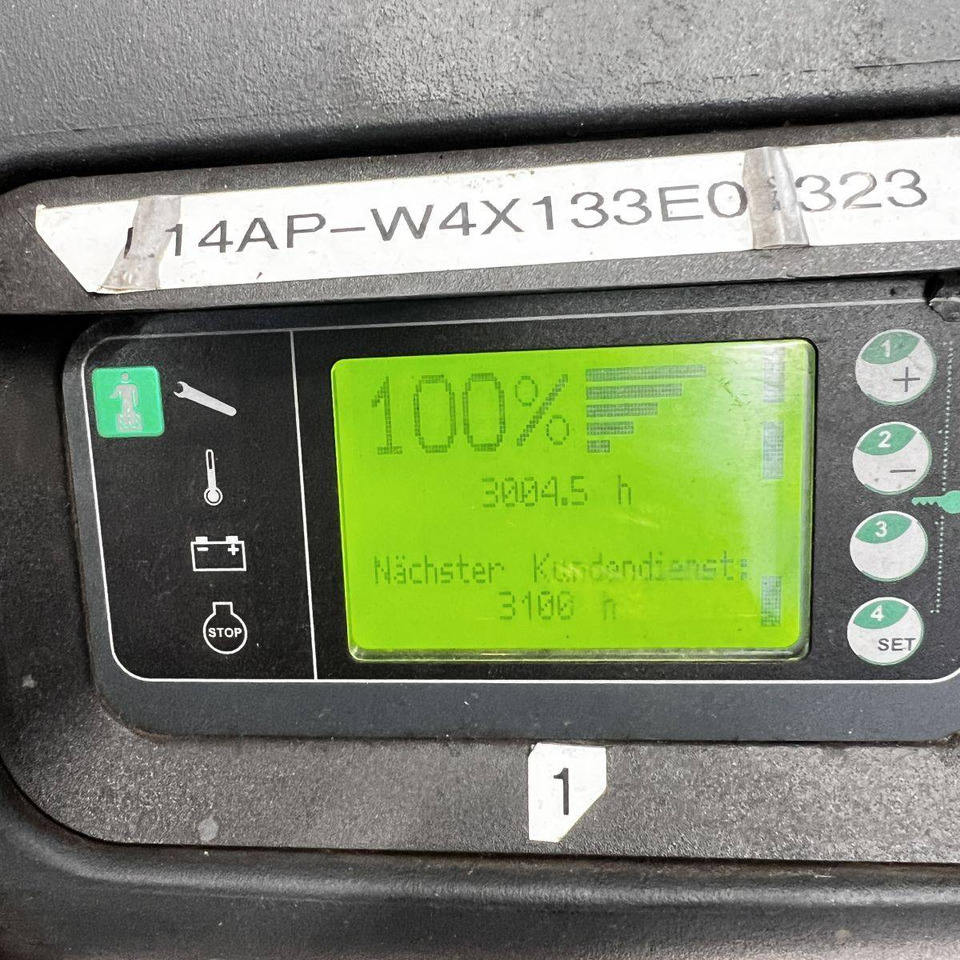 14AP-W4X133E0 323
100%
3004.5 h
Nächster Kundendienst:
3100 h
- +
STOP
1
+
2
-
3
4
SET
1